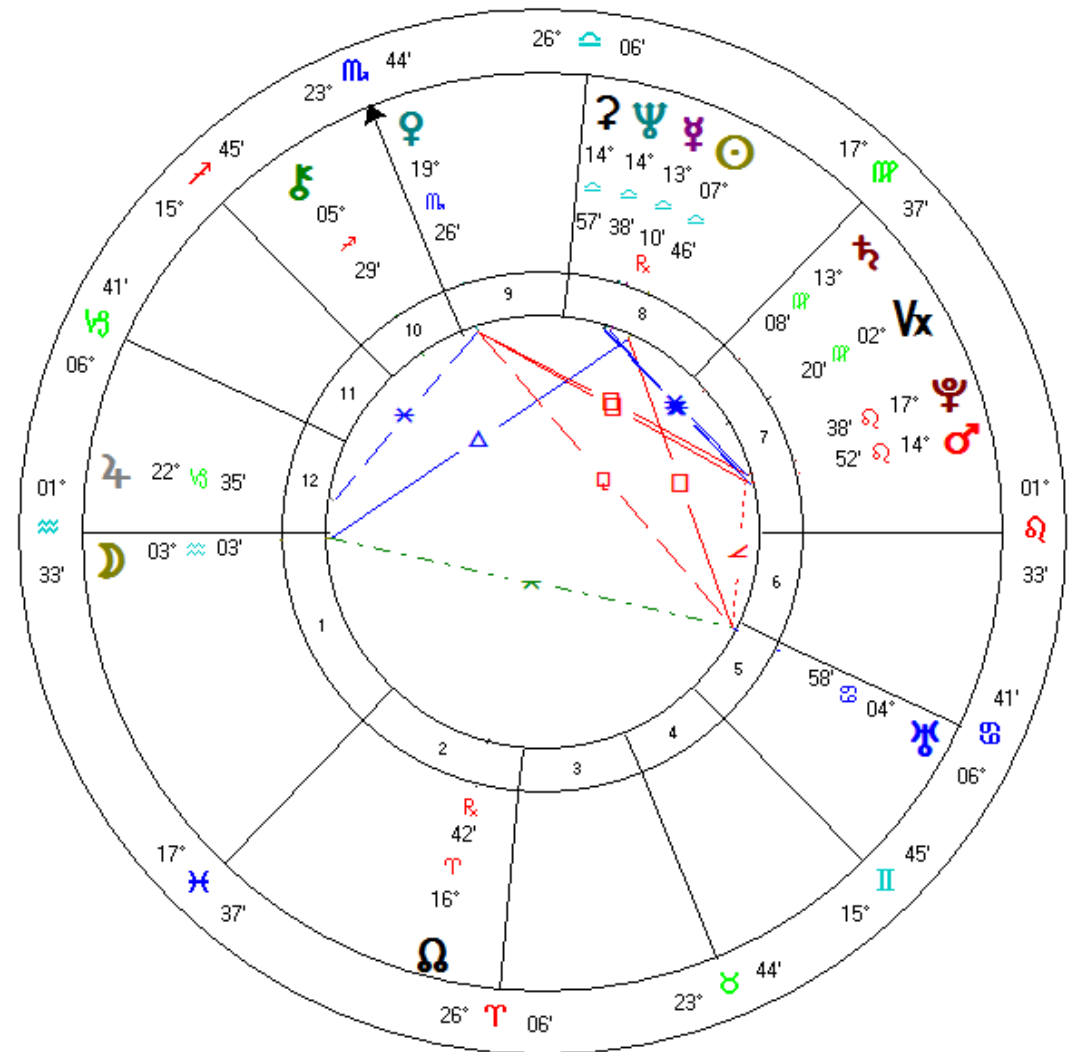 26° ♎ 06'
23° ♏ 44'
15° ♐ 45'
06° ♑ 41'
01° ♒ 33'
17° ♓ 37'
26° ♈ 06'
23° ♉ 44'
15° ♊ 45'
06° ♋ 41'
01° ♌ 33'
17° ♍ 37'
⚳ 14° ♎ 57'
♆ 14° ♎ 38'
☿ 13° ♎ 10' ℞
☉ 07° ♎ 46'
♀ 19° ♏ 26'
⚷ 05° ♐ 29'
♃ 22° ♑ 35'
☽ 03° ♒ 03'
☊ 16° ♈ 42' ℞
♅ 04° ♋ 58'
♂ 14° ♌ 52'
♇ 17° ♌ 38'
Vx 02° ♍ 20'
♄ 13° ♍ 08'
1
2
3
4
5
6
7
8
9
10
11
12